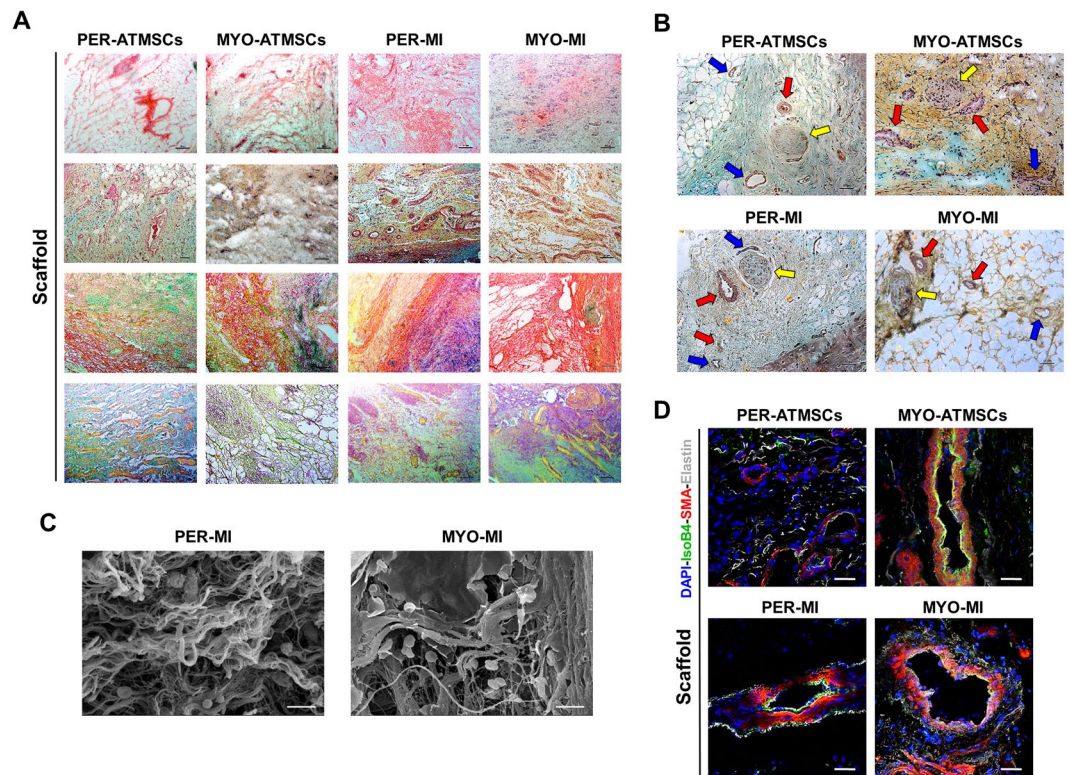 A
PER-ATMSCs MYO-ATMSCs PER-MI MYO-MI
Scaffold
B
PER-ATMSCs MYO-ATMSCs
PER-MI MYO-MI
C
PER-MI MYO-MI
D
PER-ATMSCs MYO-ATMSCs
DAPI-IsoB4-SMA-Elastin
PER-MI MYO-MI
Scaffold